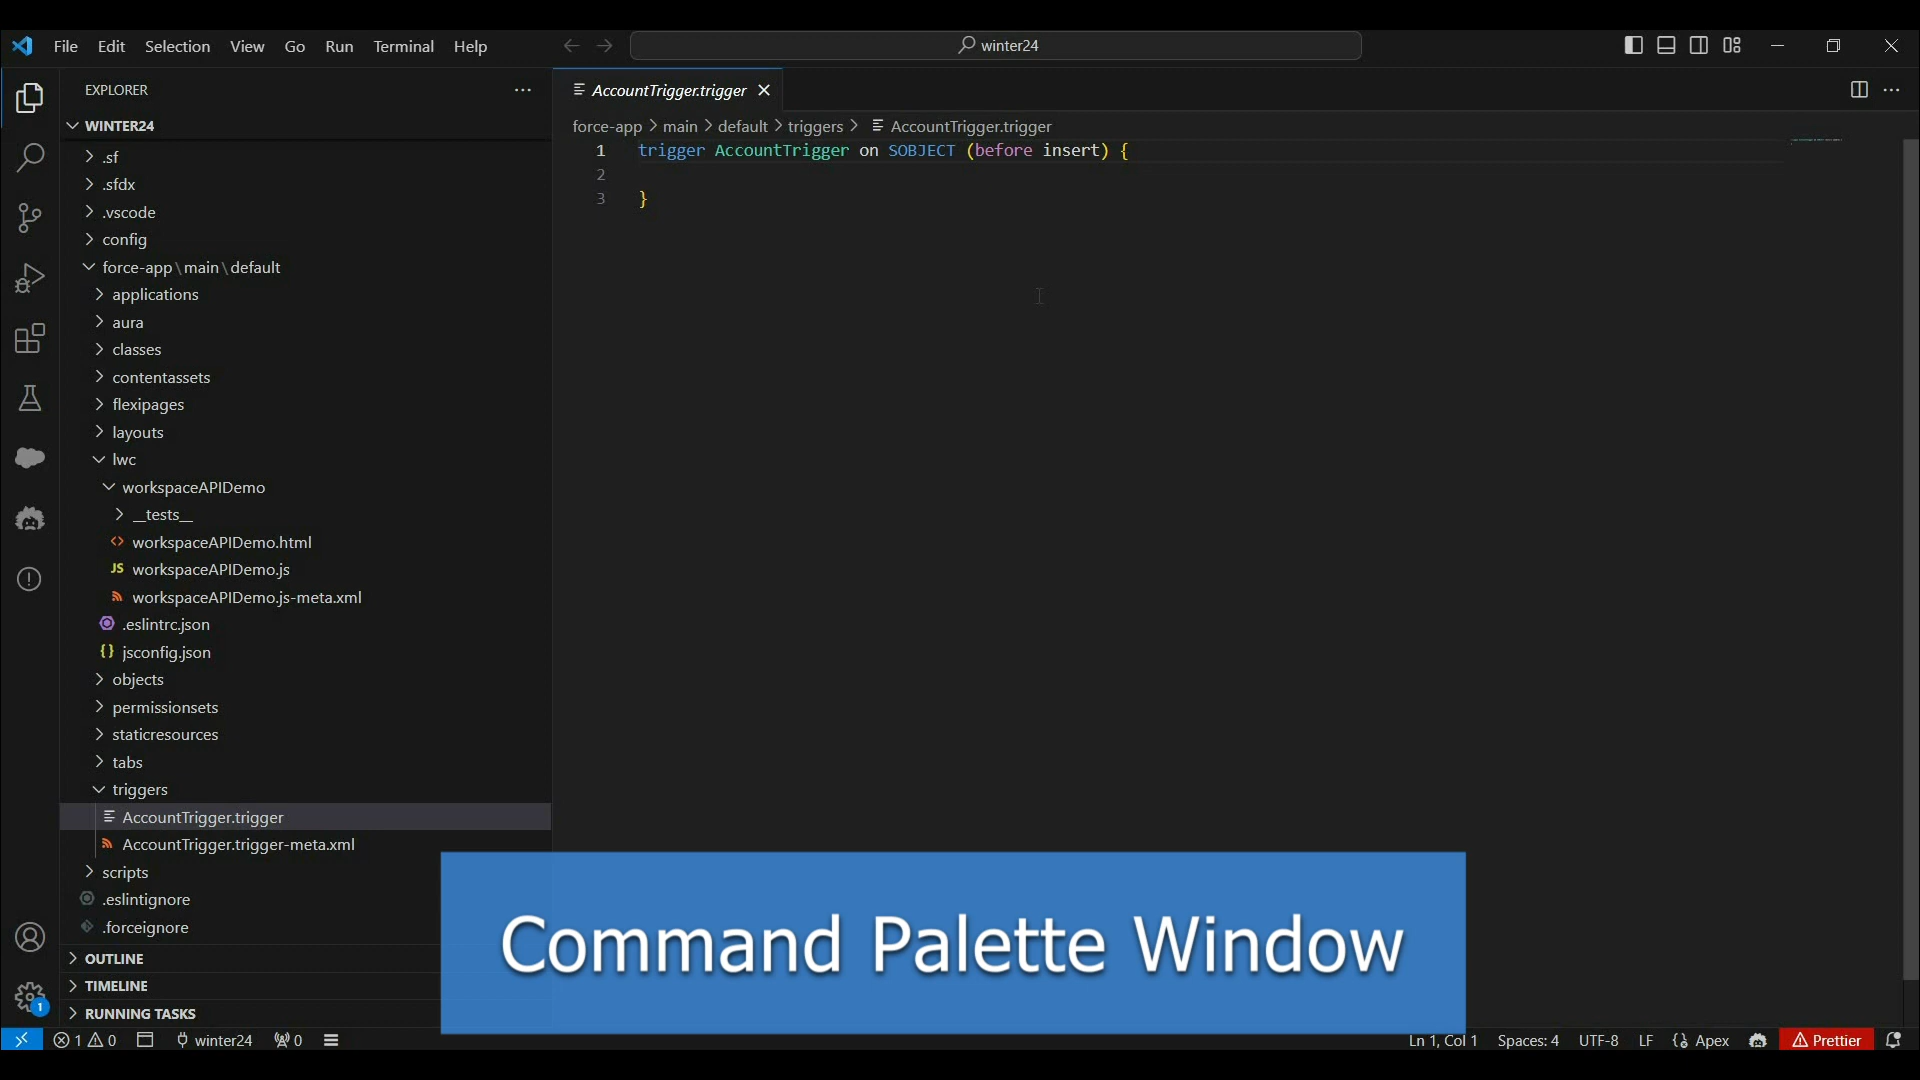 File Edit Selection View Go Run Terminal Help
winter24
EXPLORER
AccountTrigger.trigger
WINTER24
force-app > main > default > triggers > AccountTrigger.trigger
.sf
.sfdx
.vscode
config
force-app\main\default
applications
aura
classes
contentassets
flexipages
layouts
lwc
workspaceAPIDemo
__tests__
workspaceAPIDemo.html
JS workspaceAPIDemo.js
workspaceAPIDemo.js-meta.xml
.eslintrc.json
{} jsconfig.json
objects
permissionsets
staticresources
tabs
triggers
AccountTrigger.trigger
AccountTrigger.trigger-meta.xml
scripts
.eslintignore
.forceignore
OUTLINE
TIMELINE
RUNNING TASKS
1 trigger AccountTrigger on SOBJECT (before insert) {
2
3 }
Command Palette Window
1
1 0 winter24 0 Ln 1, Col 1 Spaces: 4 UTF-8 LF Apex Prettier